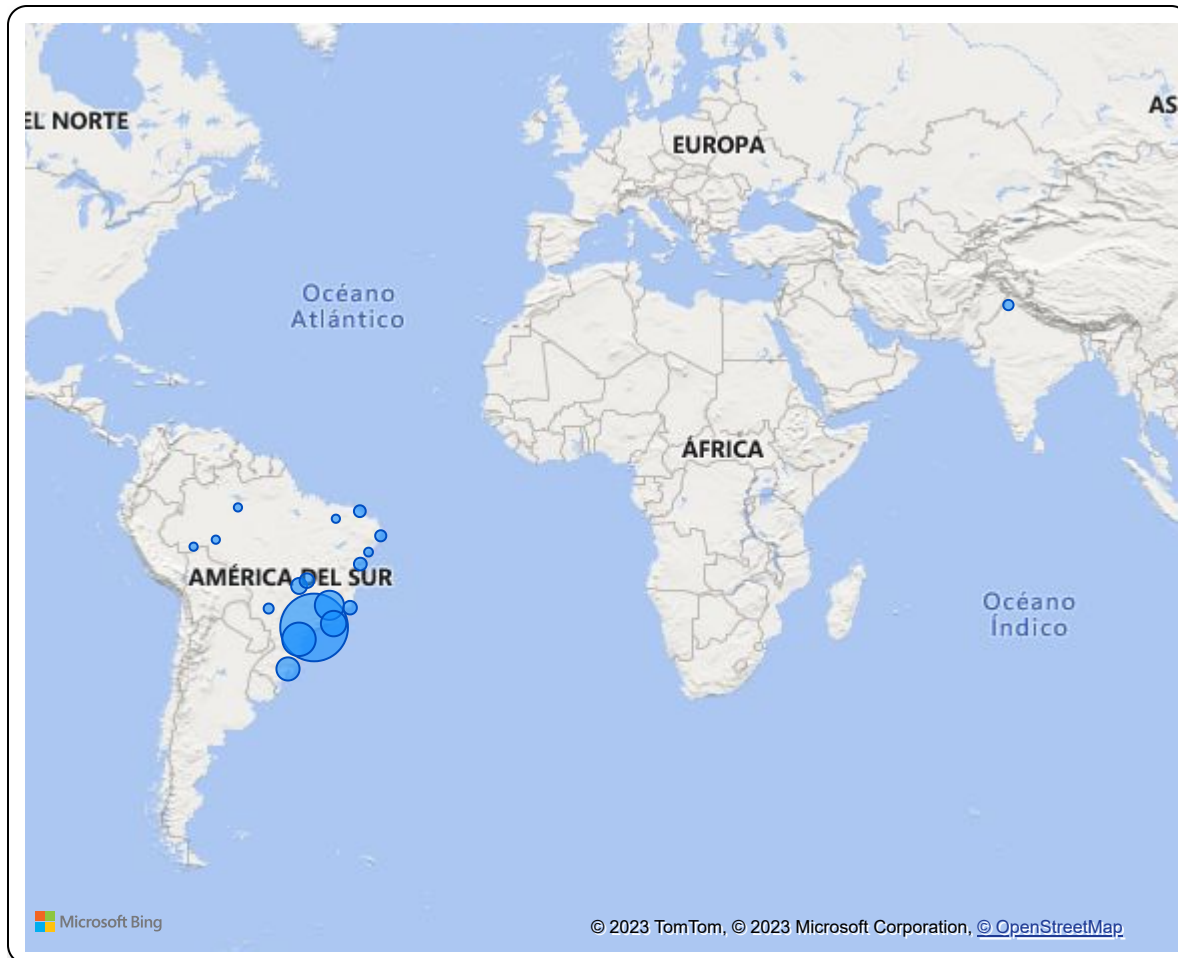 EL NORTE
AS
EUROPA
Océano
Atlántico
ÁFRICA
AMÉRICA DEL SUR
Océano
Índico
Microsoft Bing
© 2023 TomTom, © 2023 Microsoft Corporation, © OpenStreetMap